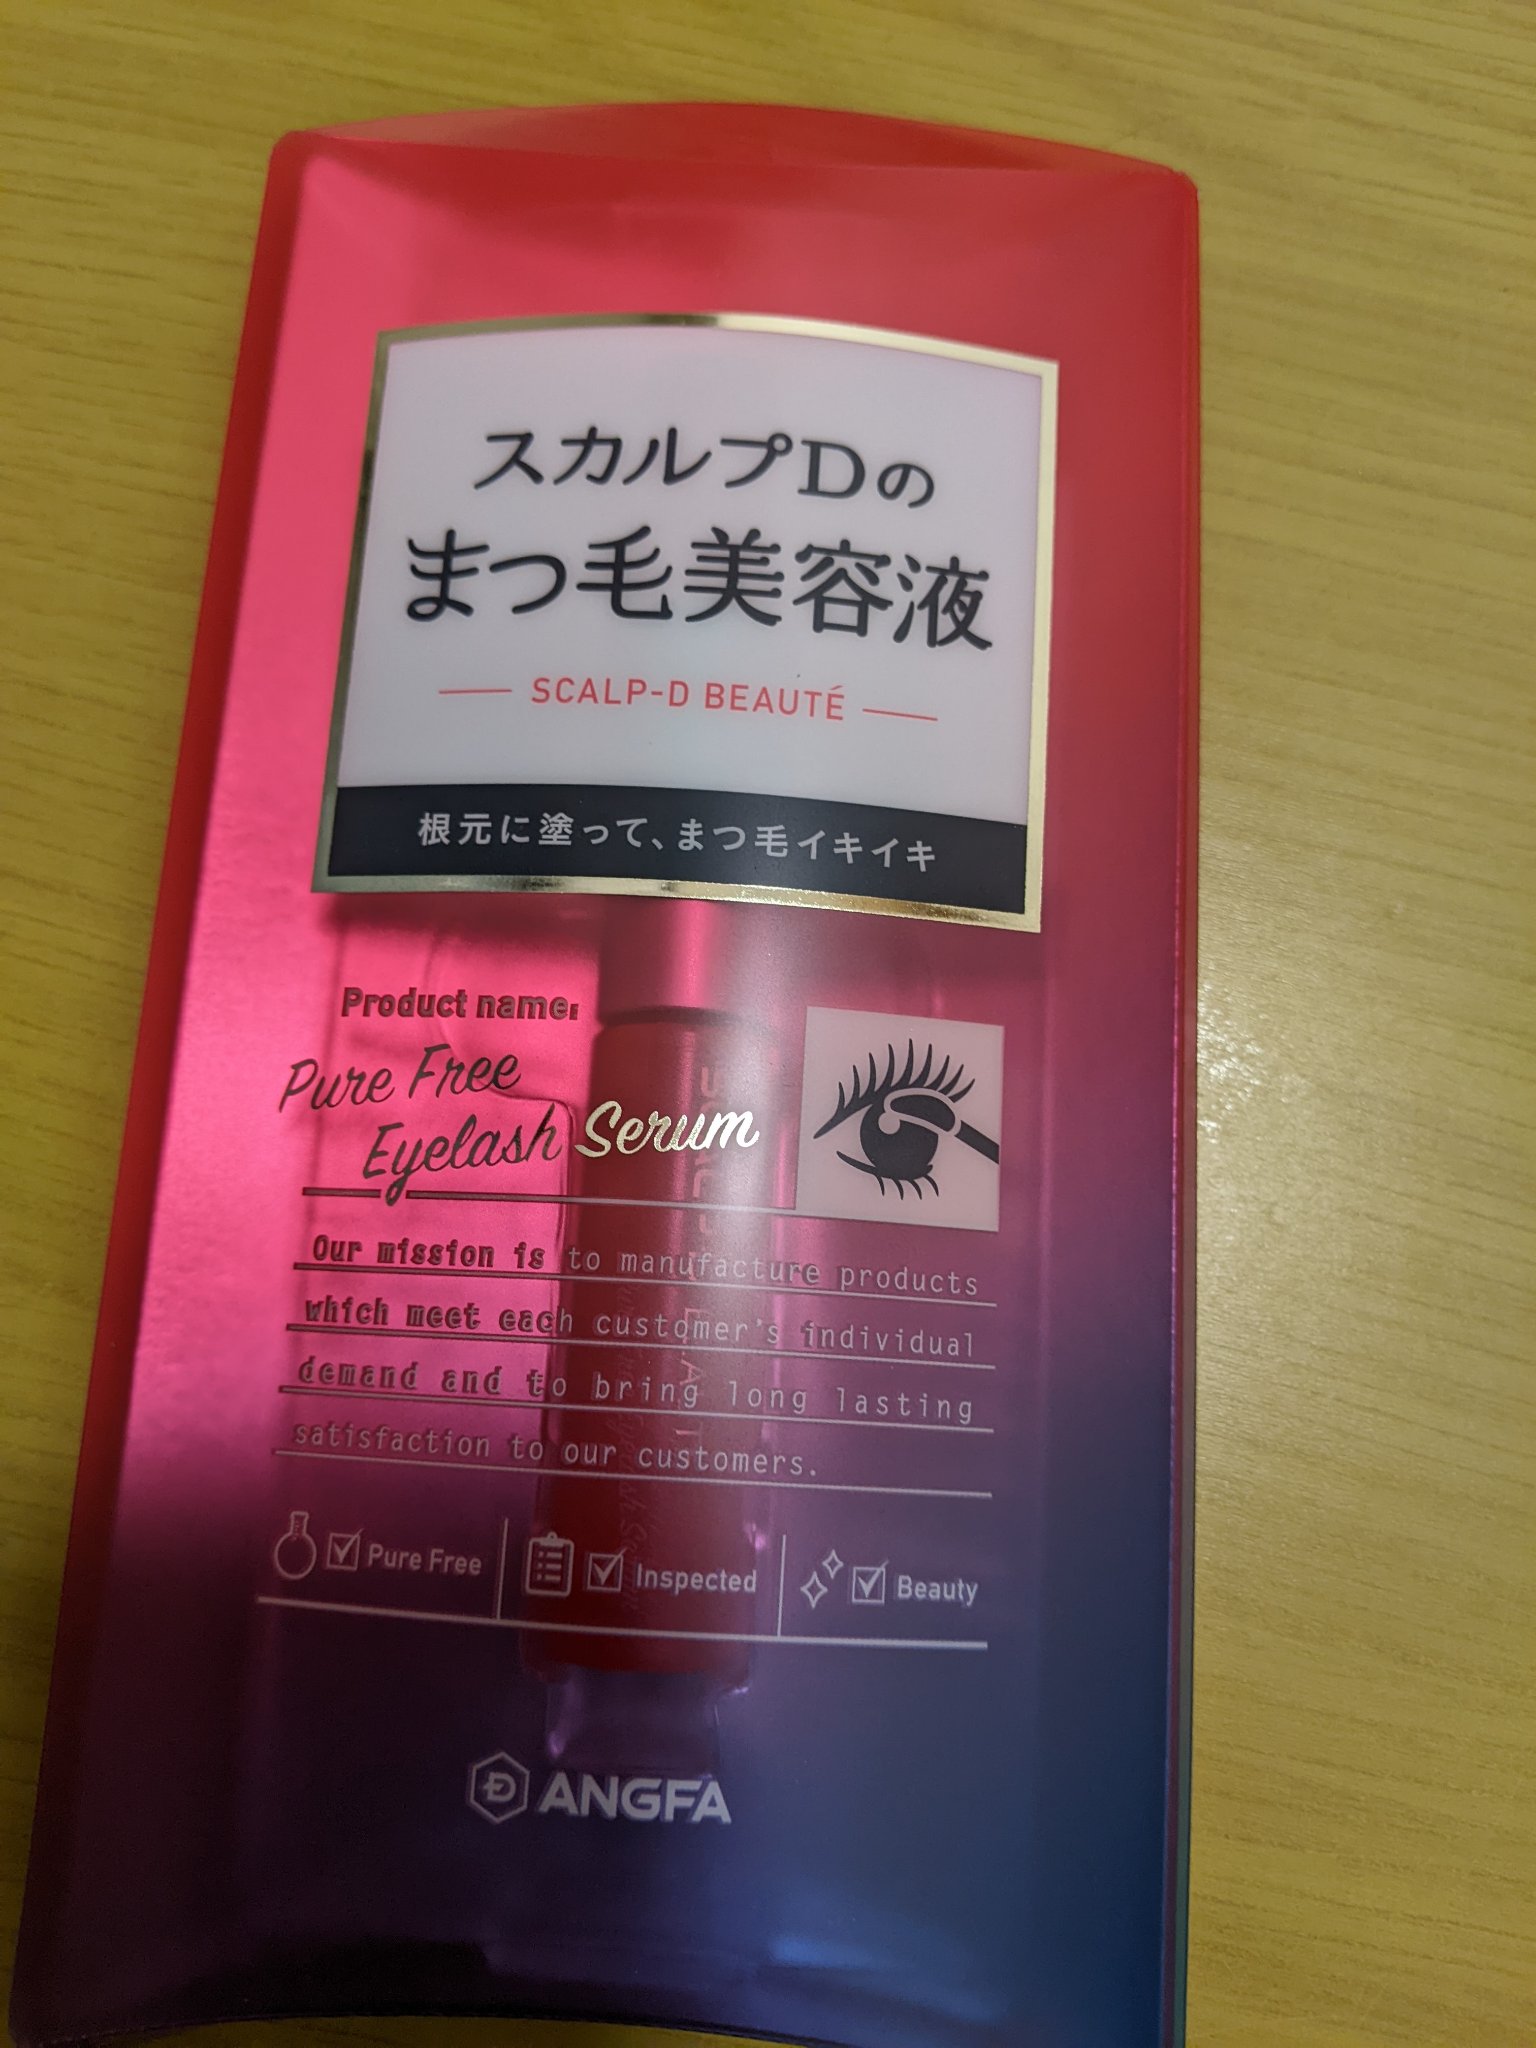 スカルプDの
まつ毛美容液
SCALP-D BEAUTÉ
根元に塗って、まつ毛イキイキ
Product name:
Pure Free
Eyelash Serum
Our mission is to manufacture products
which meet each customer's individual
demand and to bring long lasting
satisfaction to our customers.
Pure Free
Inspected
Beauty
ANGFA